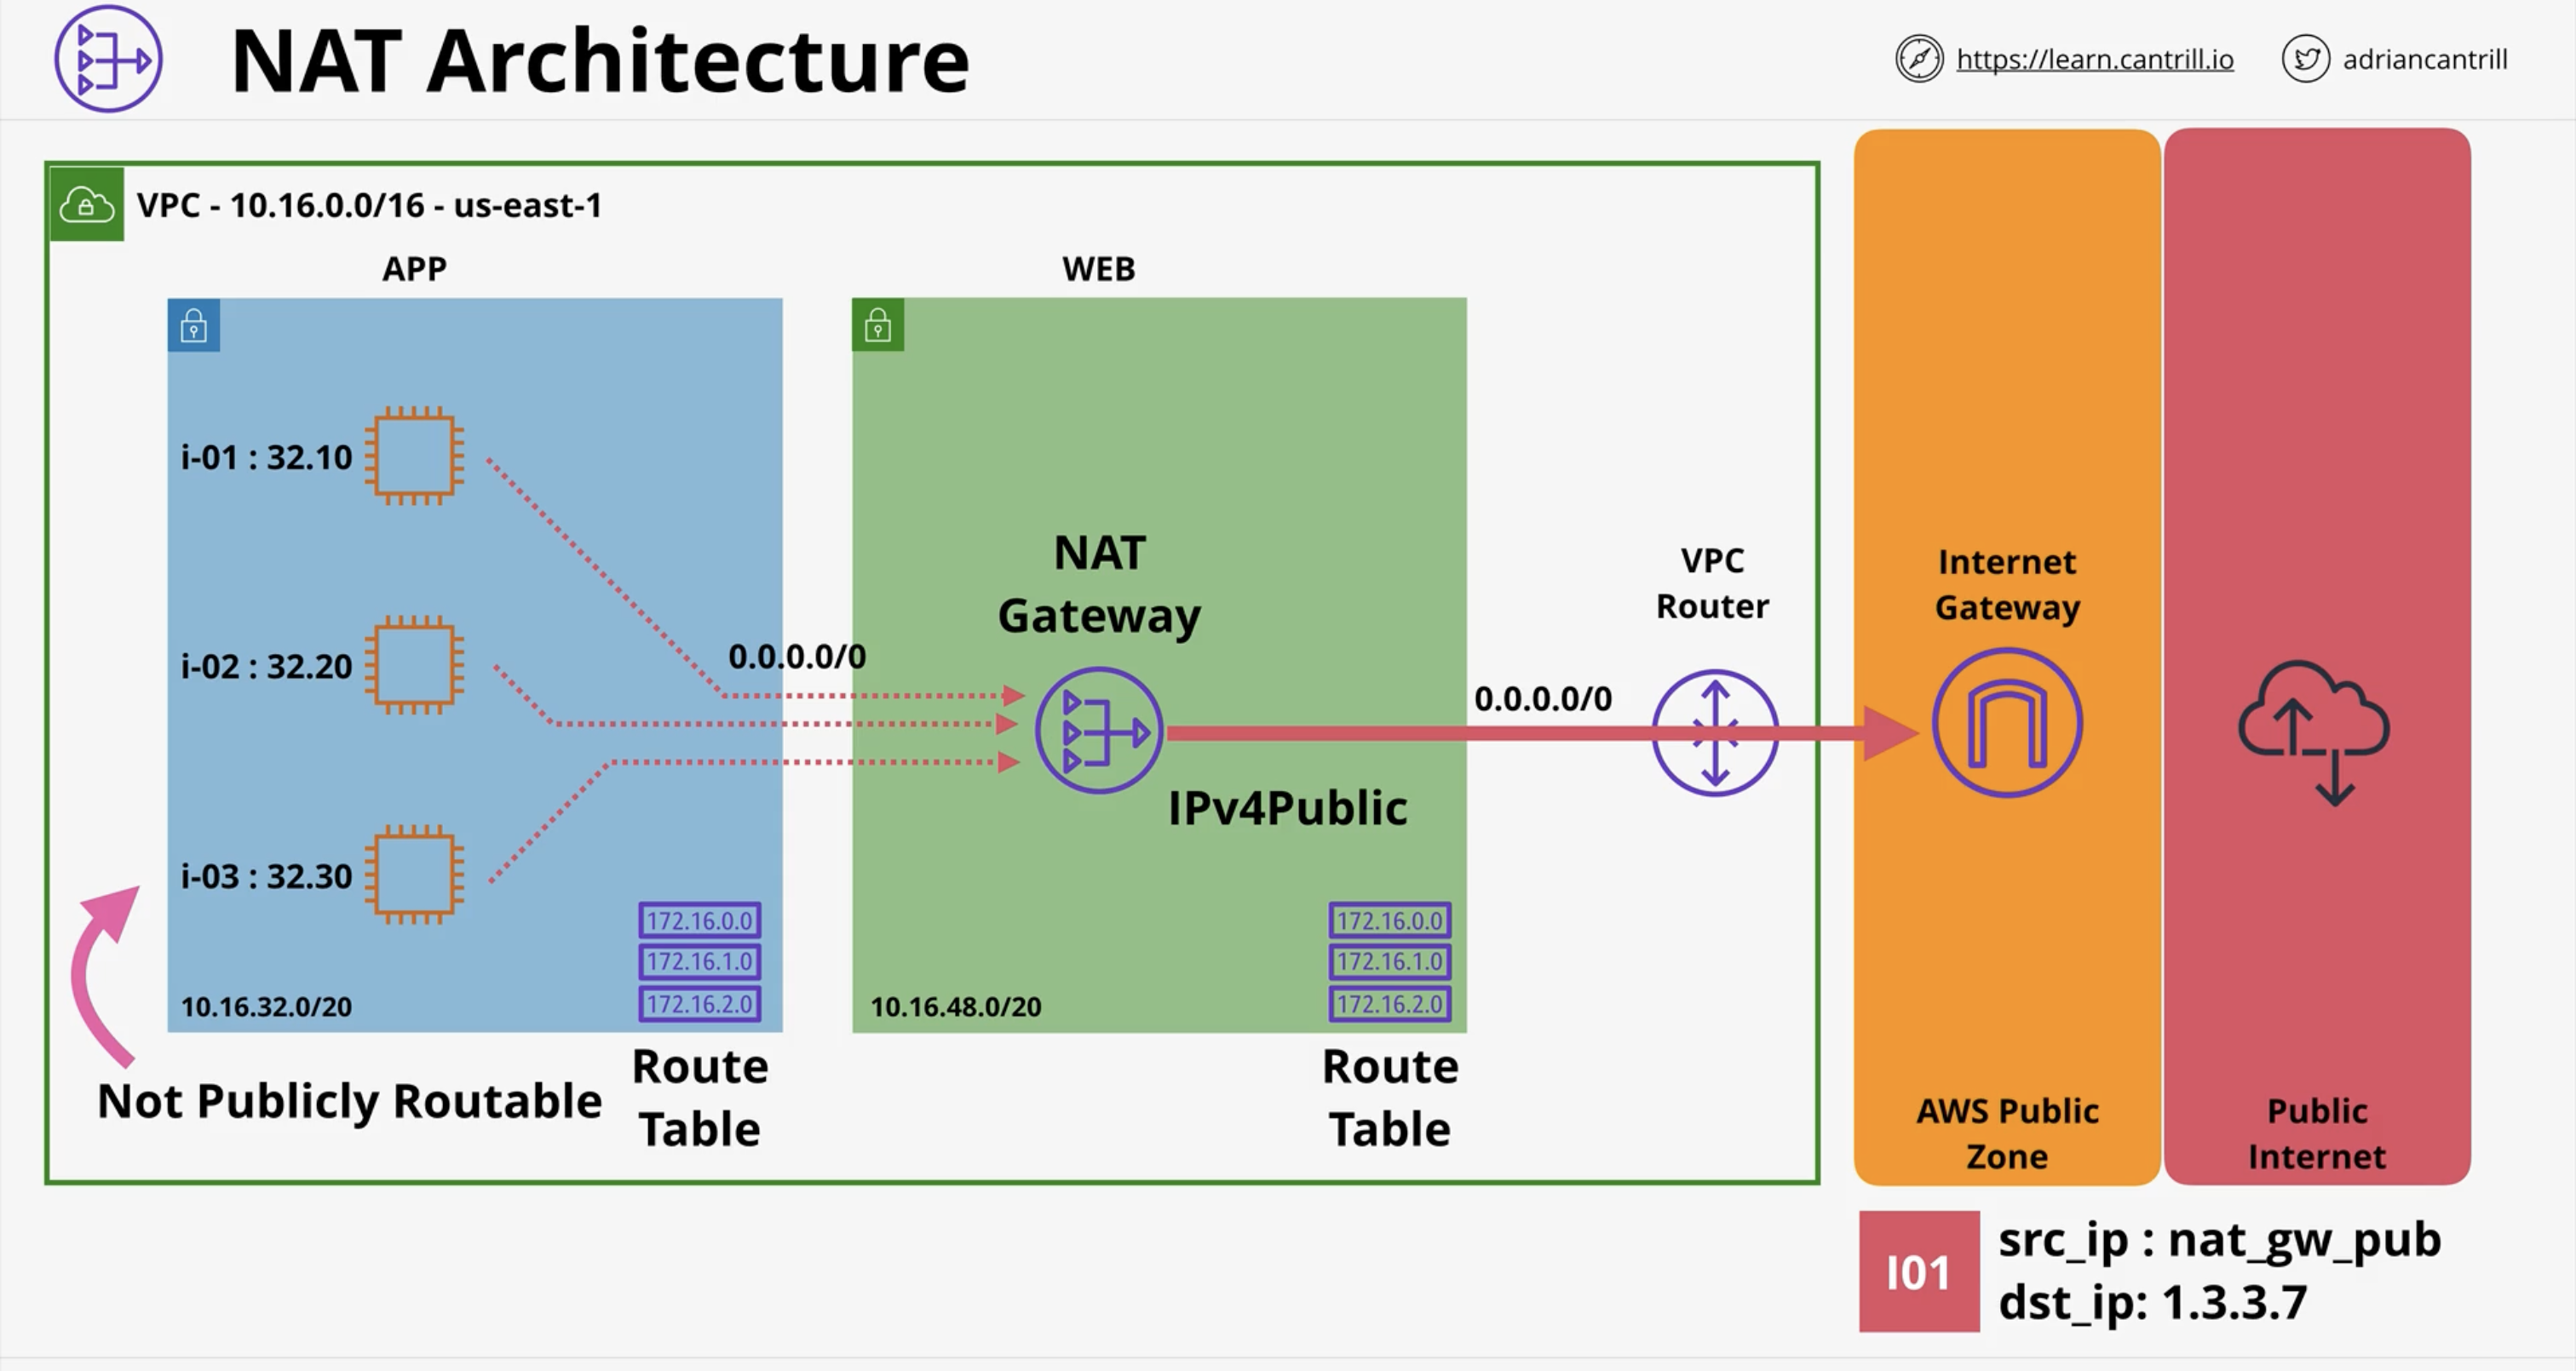 NAT Architecture
https://learn.cantrill.io
adriancantrill
VPC - 10.16.0.0/16 - us-east-1
APP
WEB
i-01 : 32.10
i-02 : 32.20
i-03 : 32.30
0.0.0.0/0
NAT
Gateway
IPv4Public
0.0.0.0/0
VPC
Router
Internet
Gateway
172.16.0.0
172.16.1.0
172.16.2.0
10.16.32.0/20
172.16.0.0
172.16.1.0
172.16.2.0
10.16.48.0/20
Not Publicly Routable
Route
Table
Route
Table
AWS Public
Zone
Public
Internet
I01
src_ip : nat_gw_pub
dst_ip: 1.3.3.7